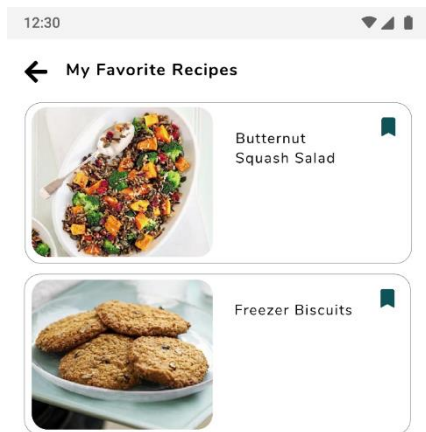 12:30
My Favorite Recipes
Butternut
Squash Salad
Freezer Biscuits